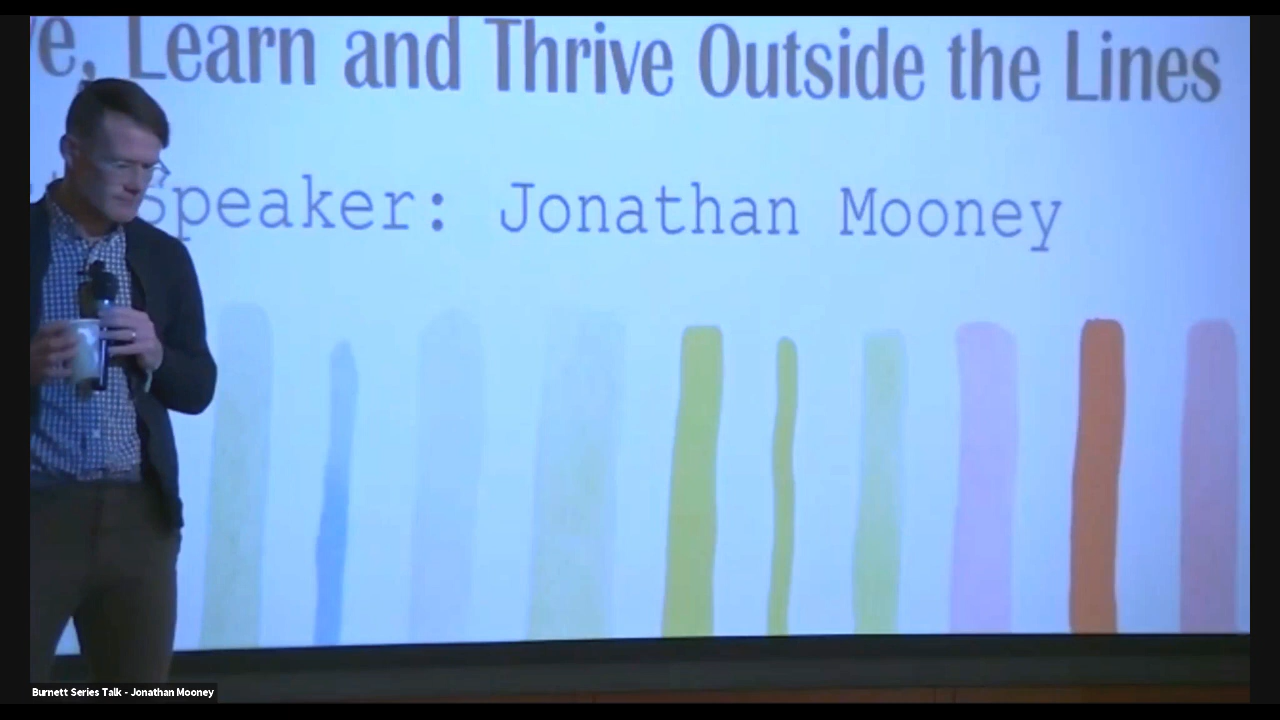 Learn and Thrive Outside the Lines
Speaker: Jonathan Mooney
Burnett Series Talk - Jonathan Mooney